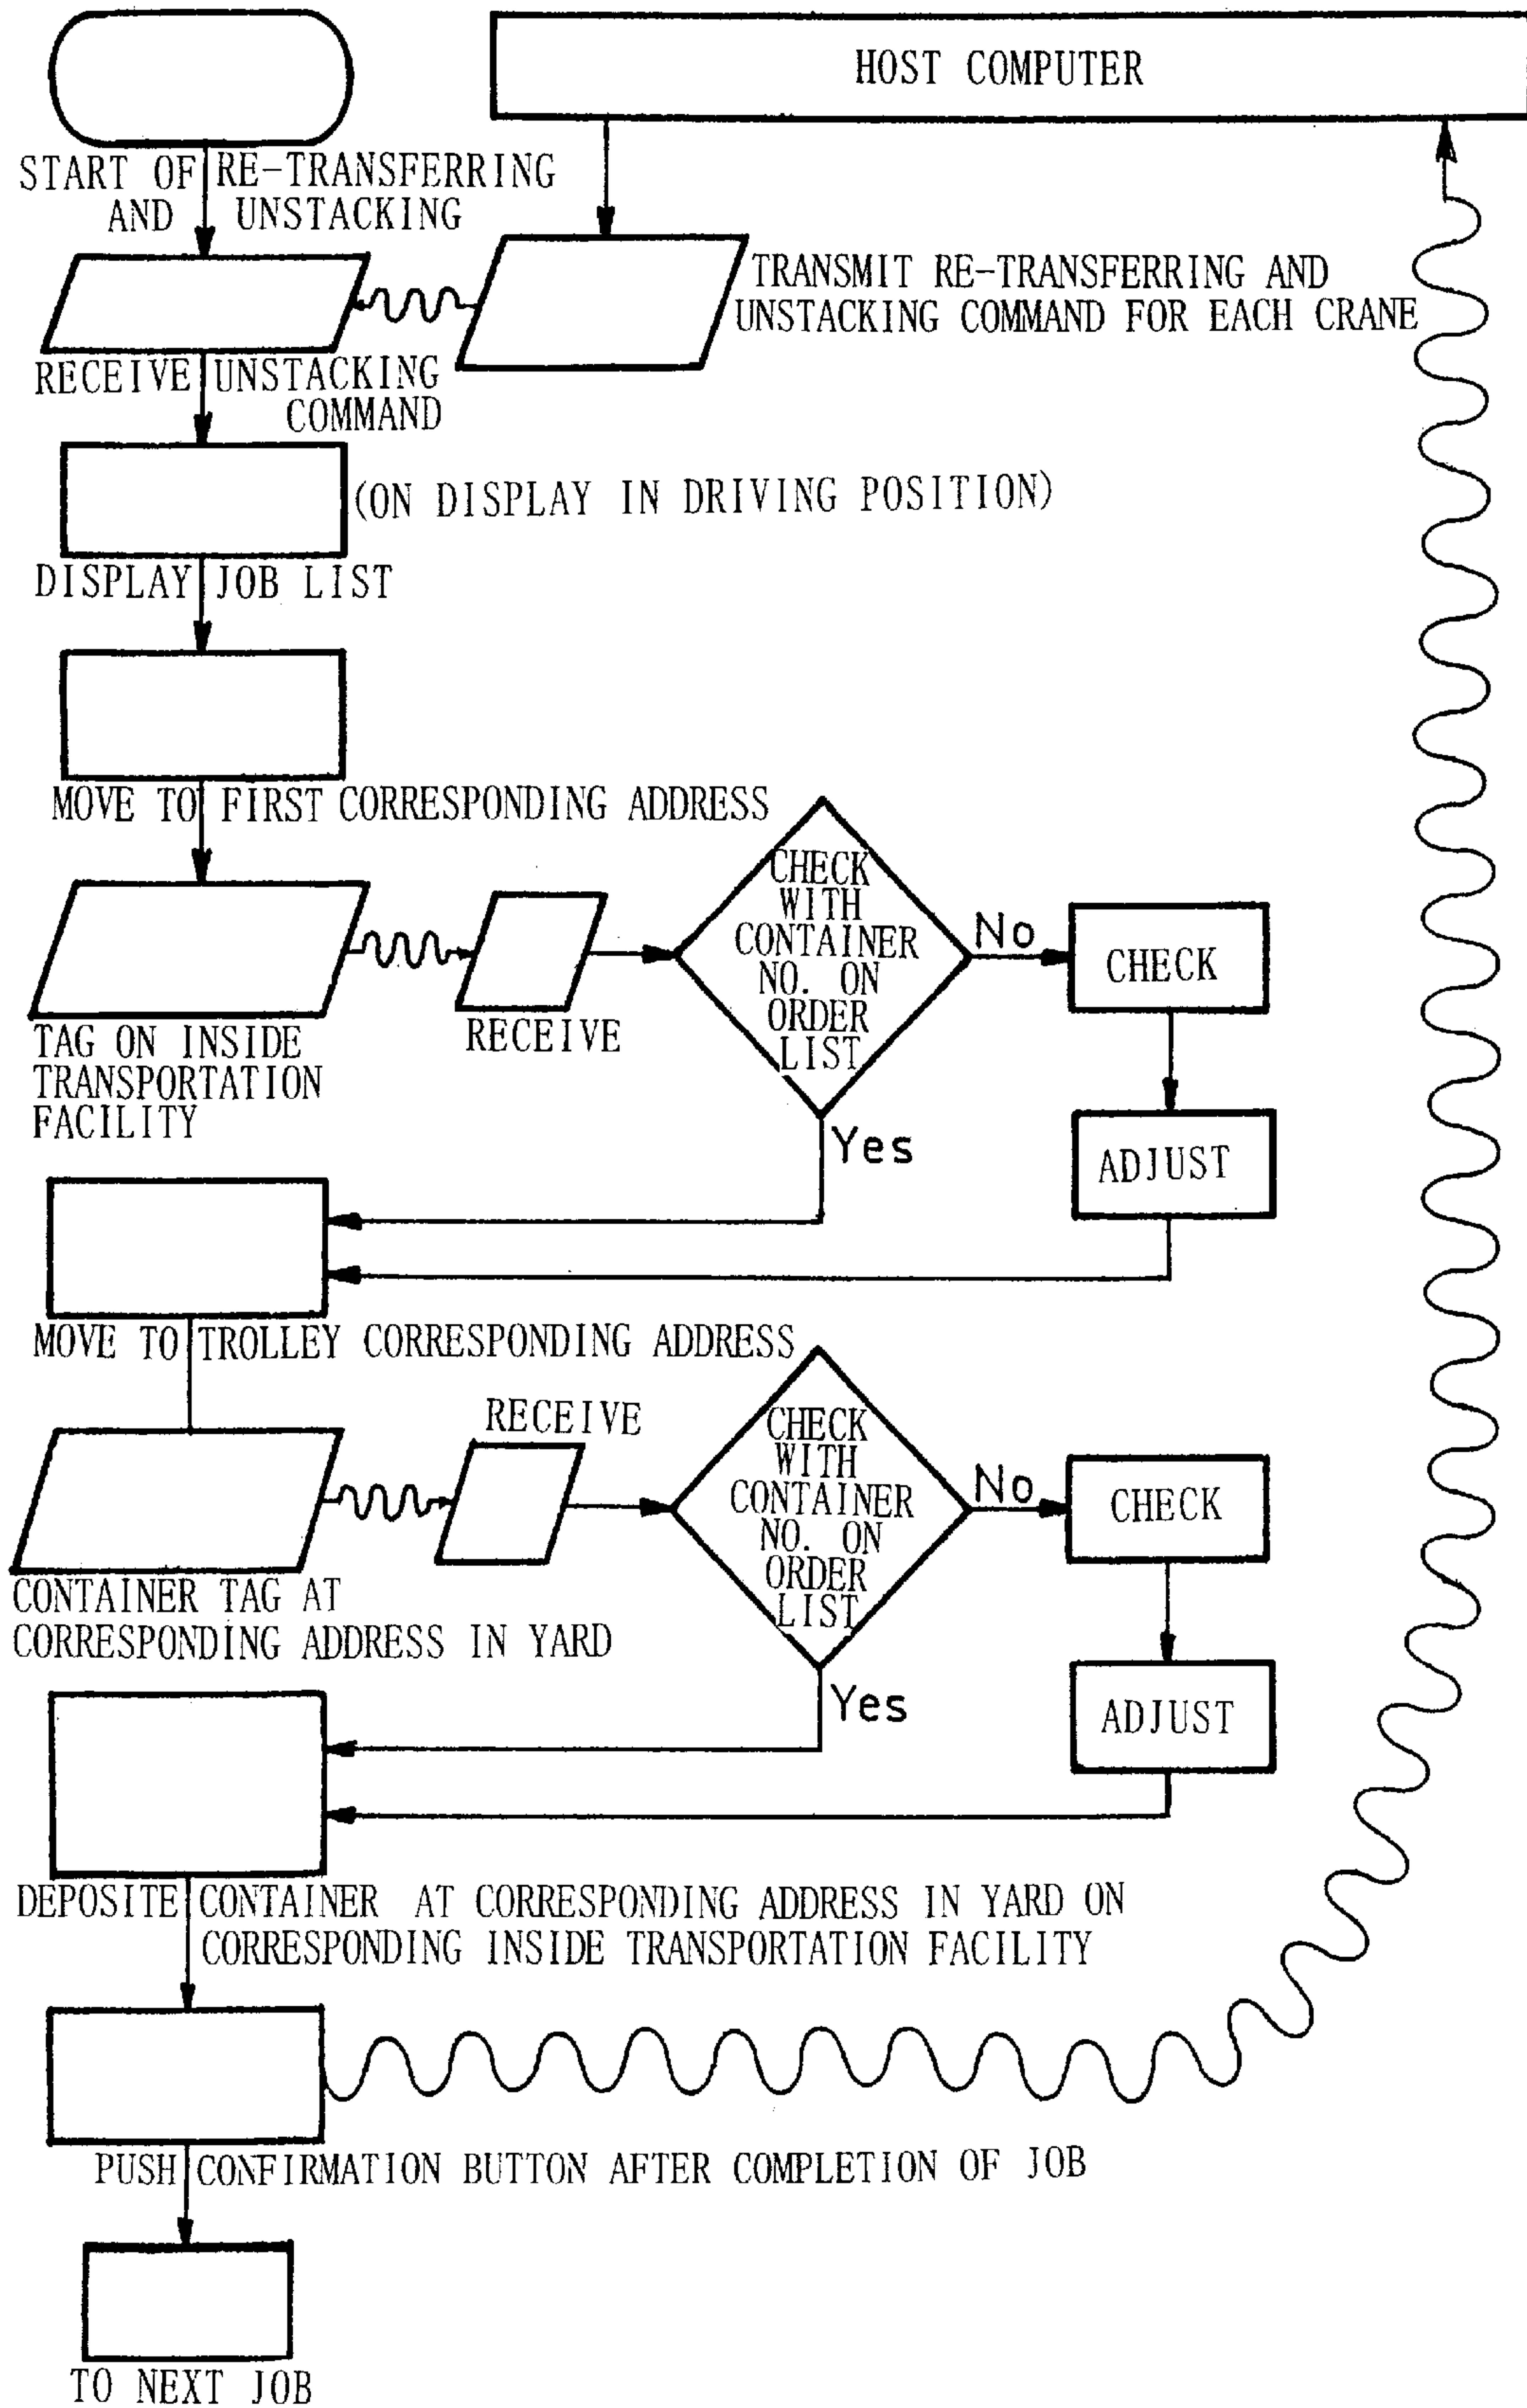 HOST COMPUTER
START OF RE-TRANSFERRING
AND UNSTACKING
TRANSMIT RE-TRANSFERRING AND
UNSTACKING COMMAND FOR EACH CRANE
RECEIVE UNSTACKING
COMMAND
(ON DISPLAY IN DRIVING POSITION)
DISPLAY JOB LIST
MOVE TO FIRST CORRESPONDING ADDRESS
CHECK
WITH
CONTAINER
NO. ON
ORDER
LIST
No
CHECK
RECEIVE
TAG ON INSIDE
TRANSPORTATION
FACILITY
Yes
ADJUST
MOVE TO TROLLEY CORRESPONDING ADDRESS
RECEIVE
CHECK
WITH
CONTAINER
NO. ON
ORDER
LIST
No
CHECK
CONTAINER TAG AT
CORRESPONDING ADDRESS IN YARD
Yes
ADJUST
DEPOSITE CONTAINER AT CORRESPONDING ADDRESS IN YARD ON
CORRESPONDING INSIDE TRANSPORTATION FACILITY
PUSH CONFIRMATION BUTTON AFTER COMPLETION OF JOB
TO NEXT JOB